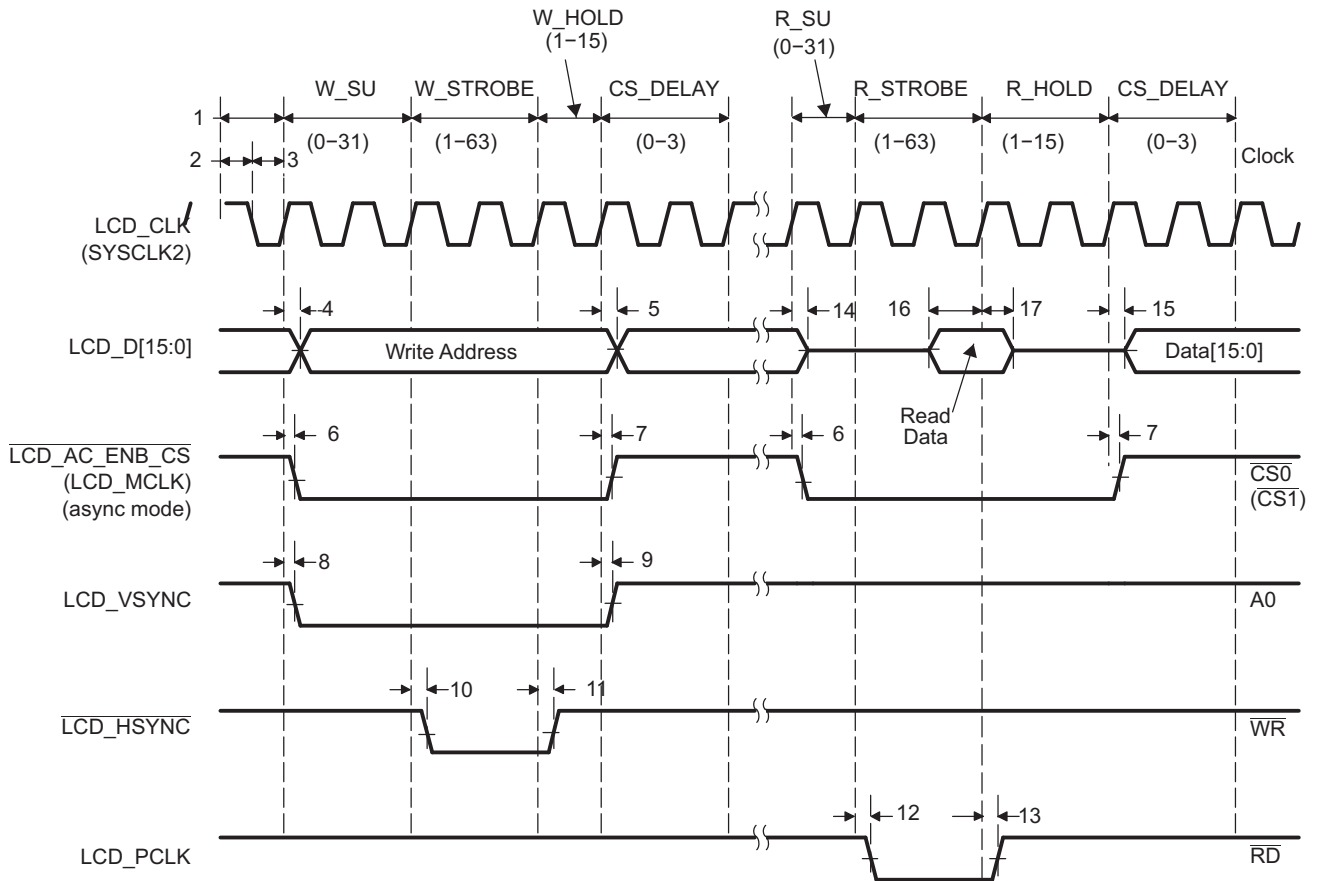 W_HOLD
(1−15)
R_SU
(0−31)
W_SU
W_STROBE
CS_DELAY
R_STROBE
R_HOLD
CS_DELAY
1
(0−31)
(1−63)
(0−3)
(1−63)
(1−15)
(0−3)
2
3
Clock
LCD_CLK
(SYSCLK2)
4
5
14
16
17
15
LCD_D[15:0]
Write Address
Data[15:0]
Read
Data
6
7
6
7
LCD_AC_ENB_CS
(LCD_MCLK)
(async mode)
CS0
(CS1)
8
9
LCD_VSYNC
A0
10
11
LCD_HSYNC
WR
12
13
LCD_PCLK
RD